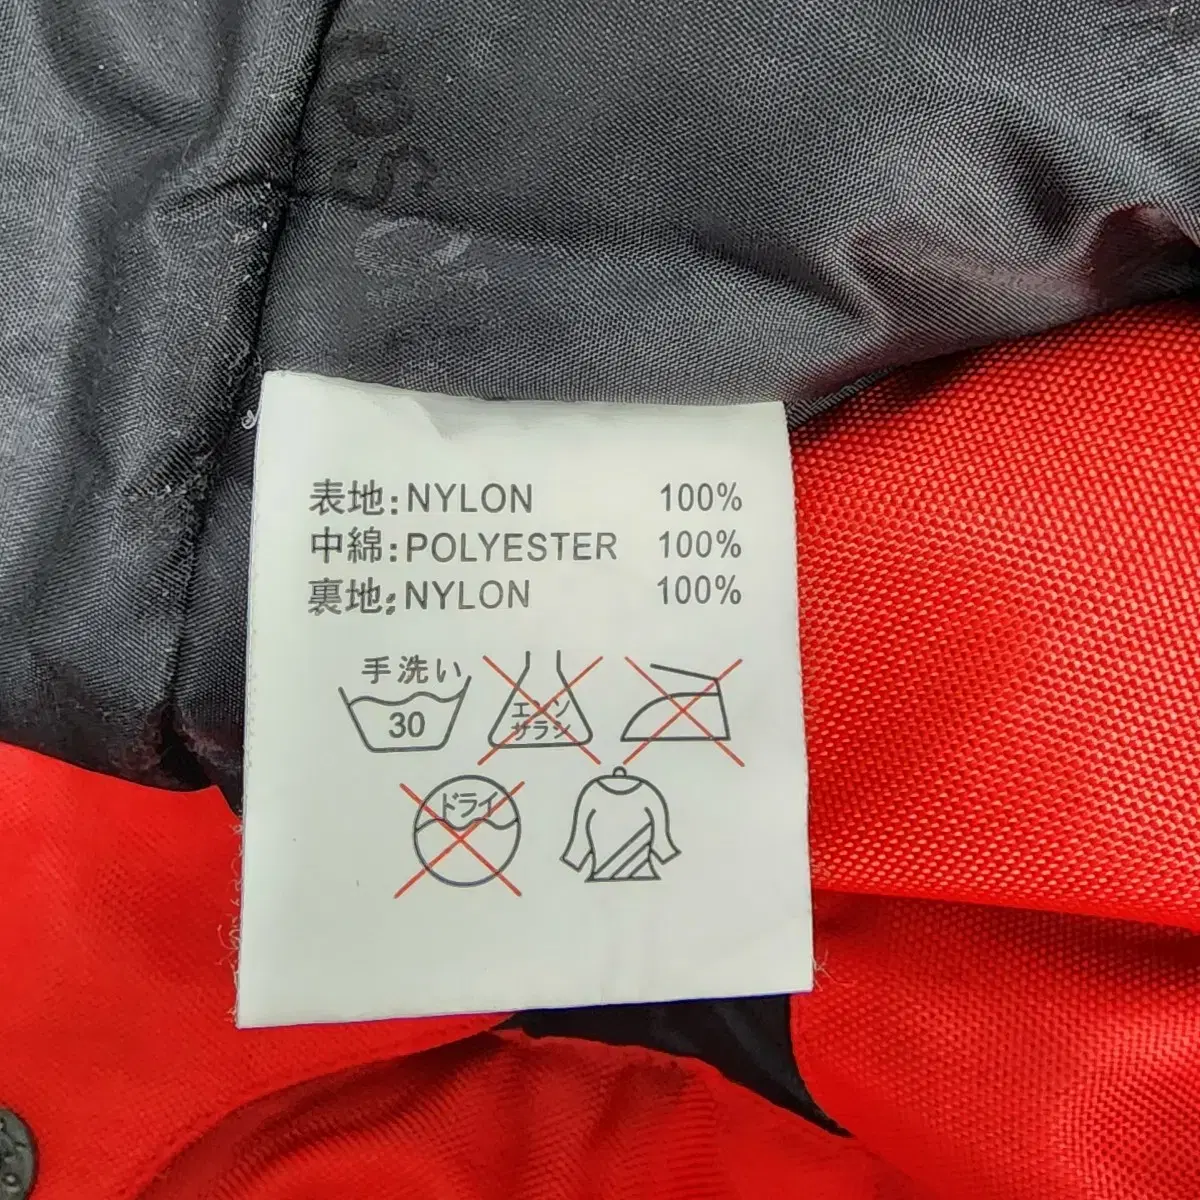 表地:NYLON 100%
中綿:POLYESTER 100%
裏地:NYLON 100%
手洗い
30
エンソ
サラシ
ドライ